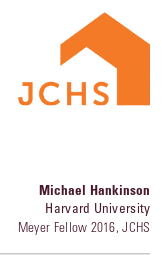 JCHS
Michael Hankinson
Harvard University
Meyer Fellow 2016, JCHS